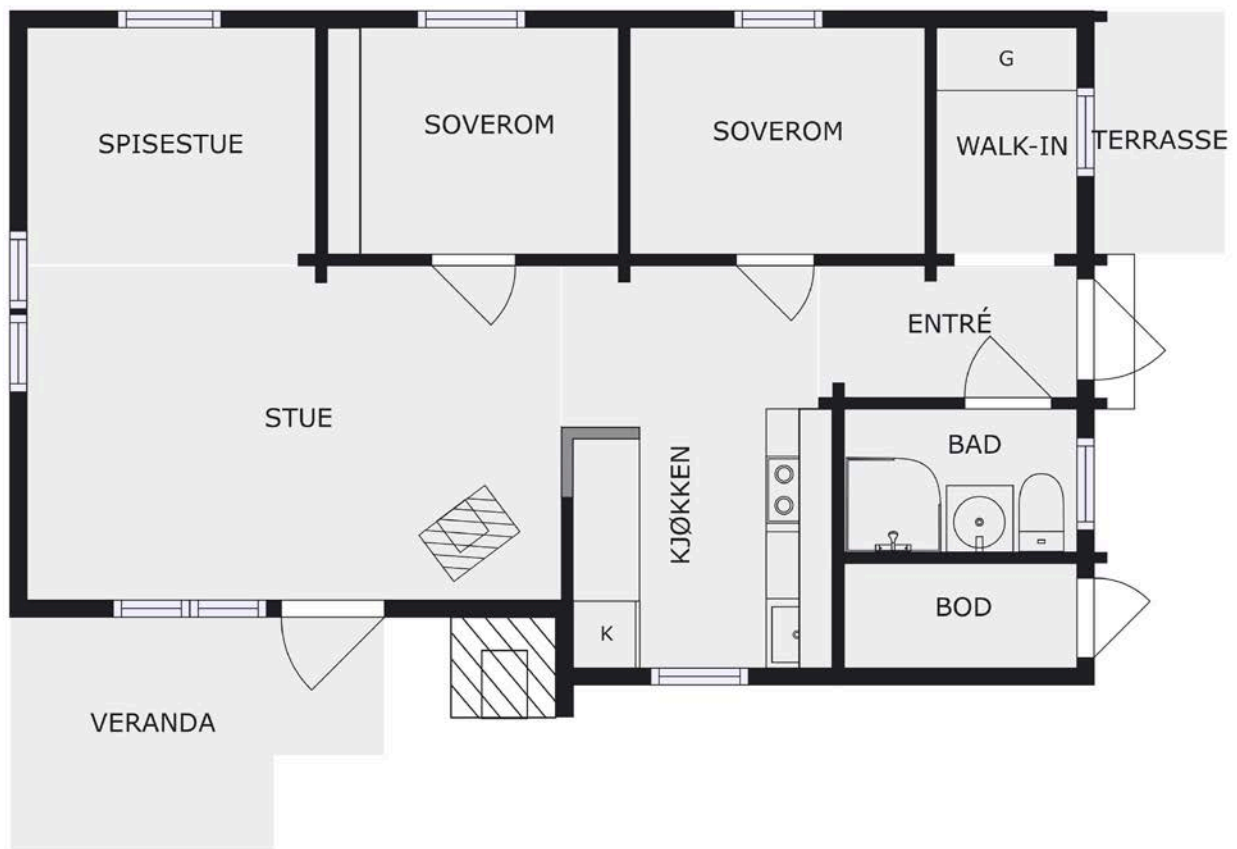 G
SPISESTUE
SOVEROM
SOVEROM
WALK-IN
TERRASSE
ENTRÉ
STUE
KJØKKEN
BAD
BOD
K
VERANDA